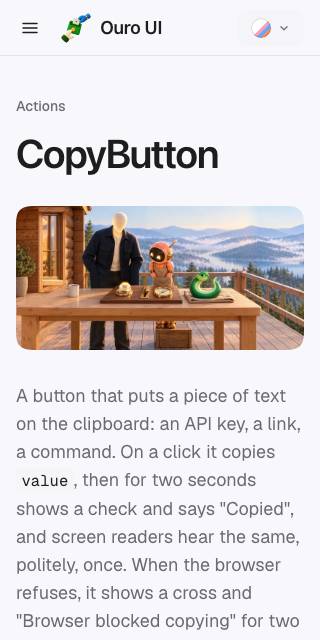 Ouro UI
Actions
CopyButton
A button that puts a piece of text
on the clipboard: an API key, a link,
a command. On a click it copies
value, then for two seconds
shows a check and says "Copied",
and screen readers hear the same,
politely, once. When the browser
refuses, it shows a cross and
"Browser blocked copying" for two